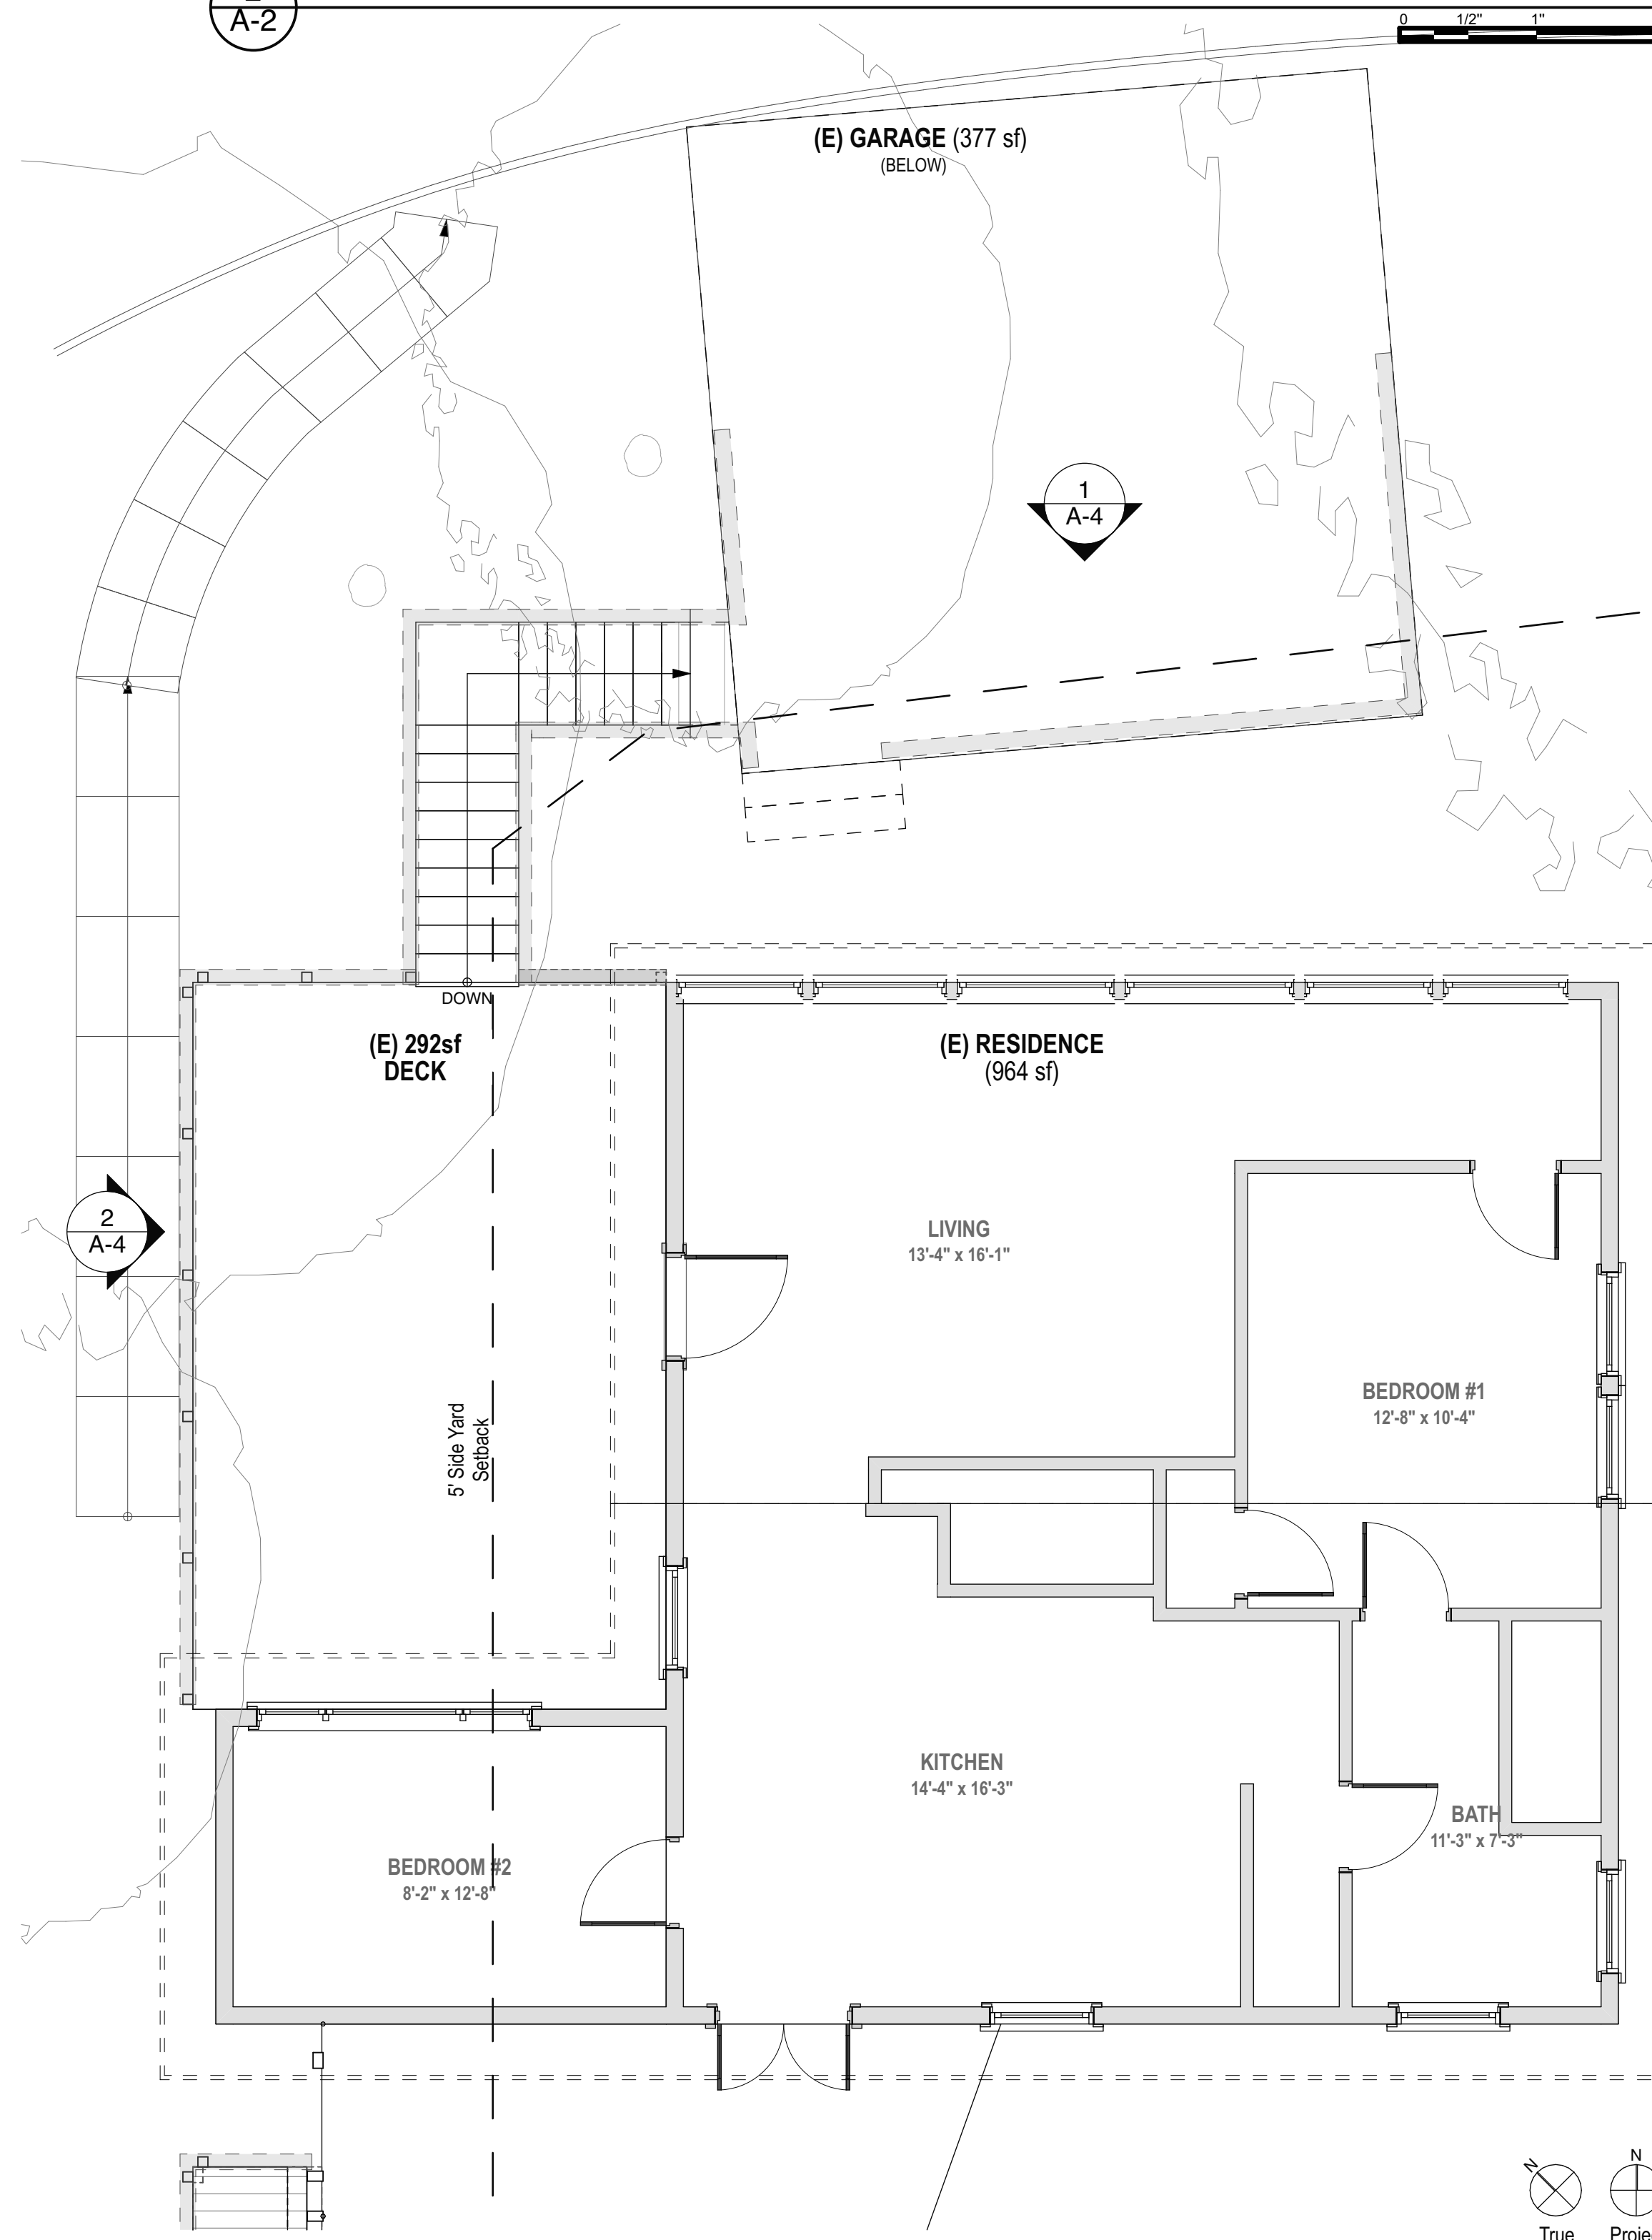 A-2
0 1/2" 1"
(E) GARAGE (377 sf)
(BELOW)
1
A-4
DOWN
(E) 292sf
DECK
(E) RESIDENCE
(964 sf)
2
A-4
LIVING
13'-4" x 16'-1"
BEDROOM #1
12'-8" x 10'-4"
5' Side Yard
Setback
KITCHEN
14'-4" x 16'-3"
BATH
11'-3" x 7'-3"
BEDROOM #2
8'-2" x 12'-8"
N N
True Proje